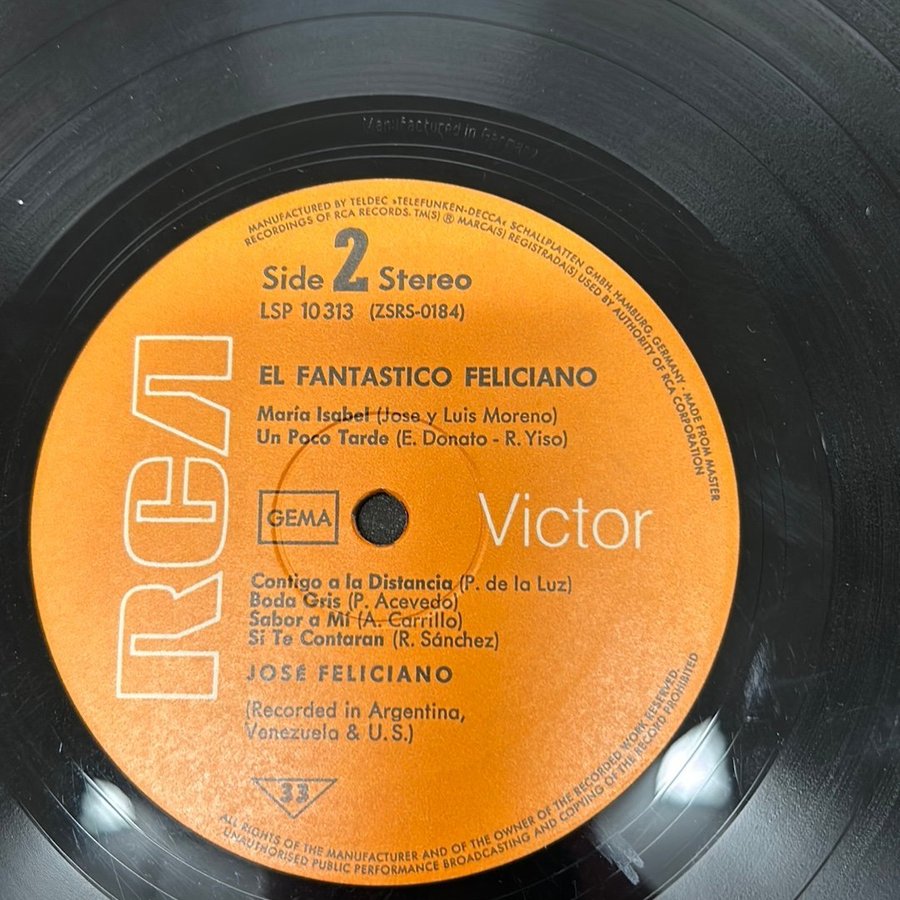 Manufactured in Germany
MANUFACTURED BY TELDEC »TELEFUNKEN-DECCA« SCHALLPLATTEN GMBH, HAMBURG, GERMANY · MADE FROM MASTER
RECORDINGS OF RCA RECORDS. TM(S) ® MARCA(S) REGISTRADA(S) USED BY AUTHORITY OF RCA CORPORATION
Side 2 Stereo
LSP 10 313 (ZSRS-0184)
EL FANTASTICO FELICIANO
Maria Isabel (Jose y Luis Moreno)
Un Poco Tarde (E. Donato - R. Yiso)
RCA
GEMA
Victor
Contigo a la Distancia (P. de la Luz)
Boda Gris (P. Acevedo)
Sabor a Mi (A. Carrillo)
Si Te Contaran (R. Sánchez)
JOSÉ FELICIANO
(Recorded in Argentina,
Venezuela & U.S.)
33
ALL RIGHTS OF THE MANUFACTURER AND OF THE OWNER OF THE RECORDED WORK RESERVED.
UNAUTHORISED PUBLIC PERFORMANCE BROADCASTING AND COPYING OF THE RECORD PROHIBITED